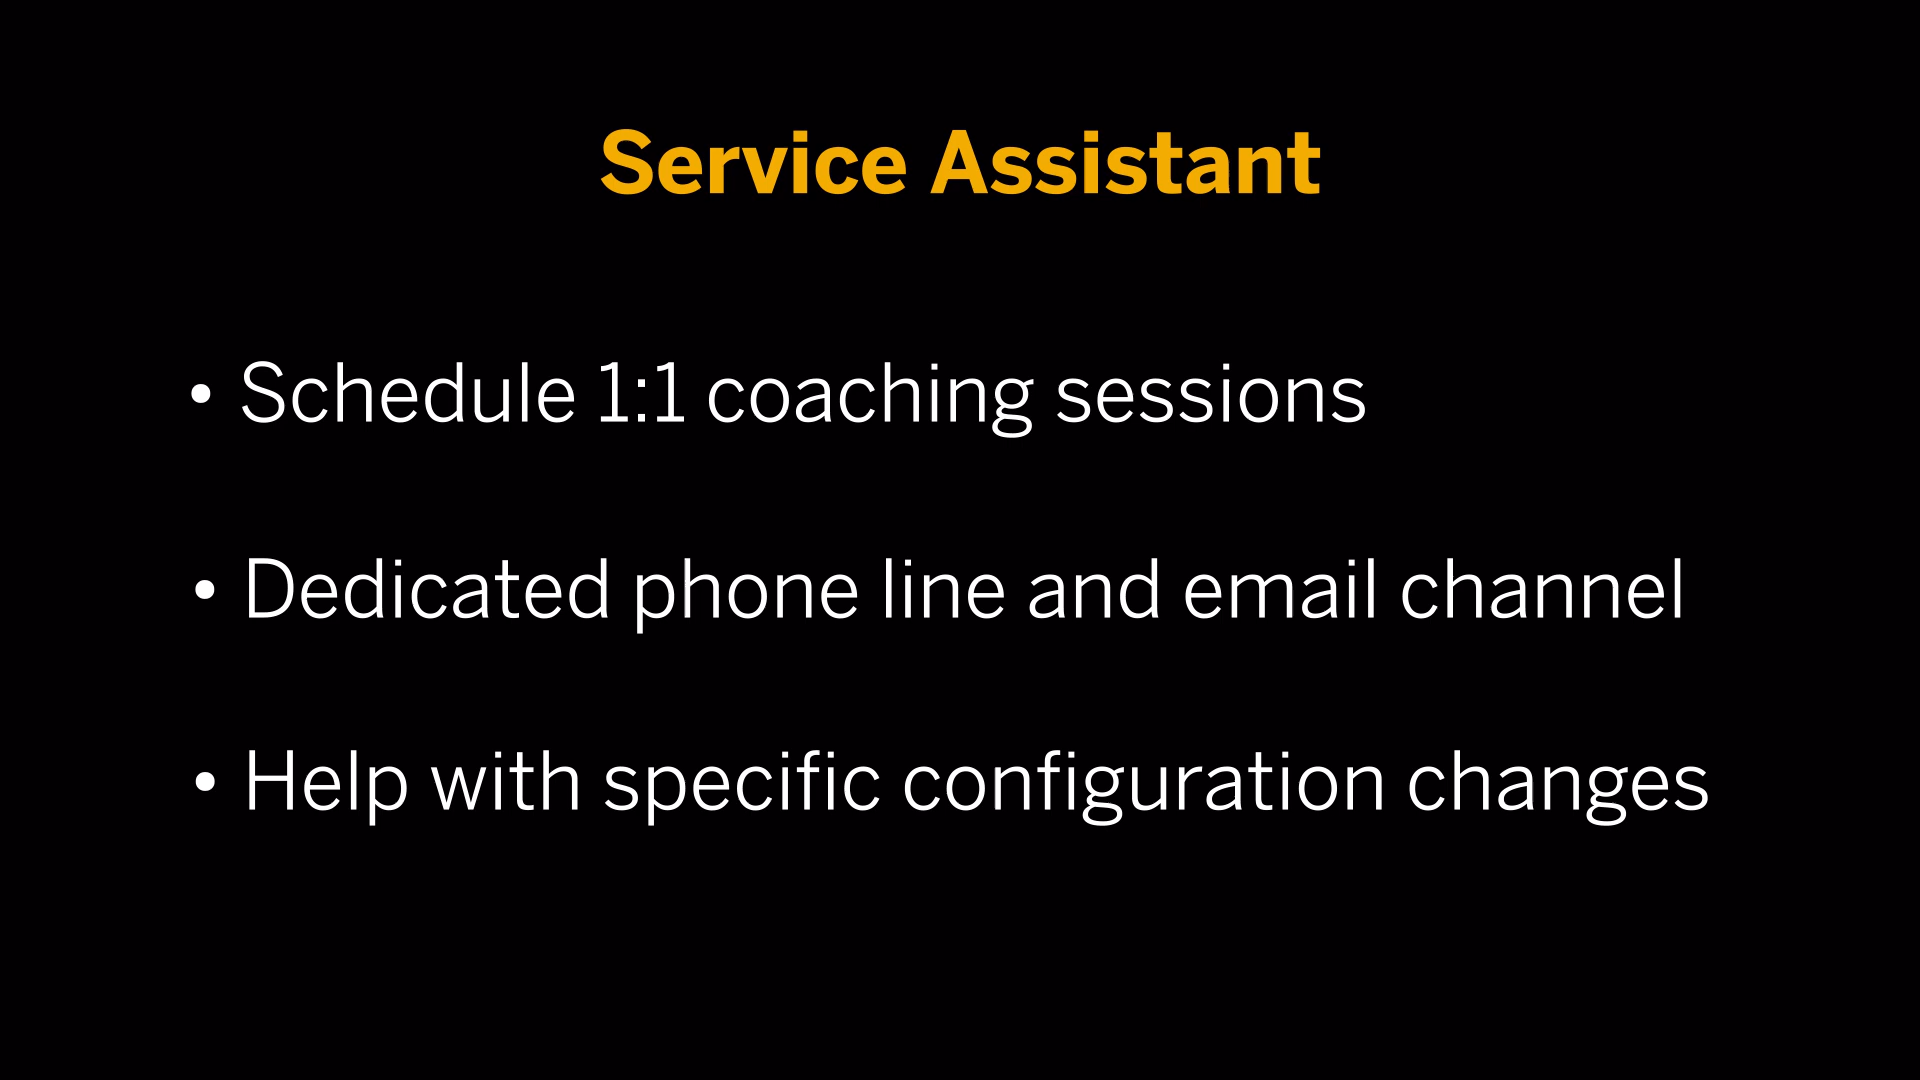 Service Assistant
• Schedule 1:1 coaching sessions
• Dedicated phone line and email channel
• Help with specific configuration changes